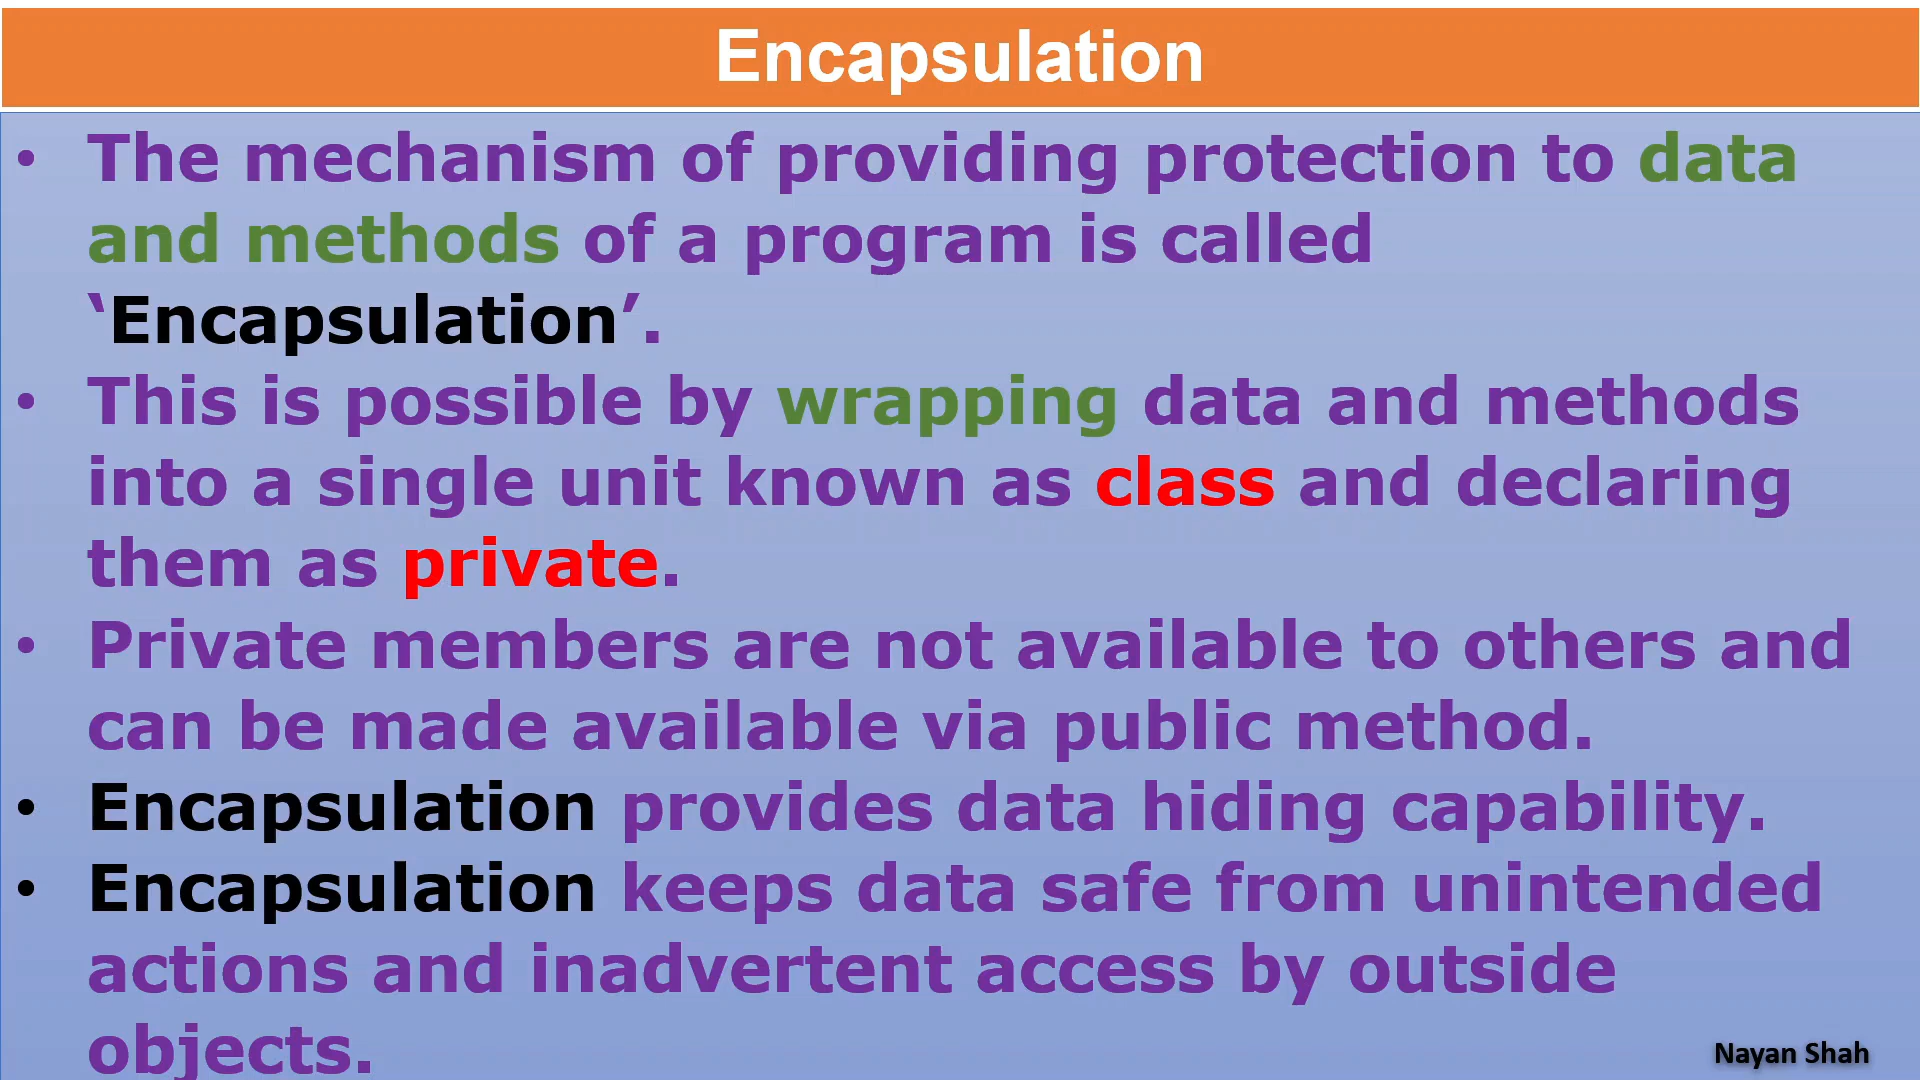 Encapsulation
• The mechanism of providing protection to data
and methods of a program is called
‘Encapsulation’.
• This is possible by wrapping data and methods
into a single unit known as class and declaring
them as private.
• Private members are not available to others and
can be made available via public method.
• Encapsulation provides data hiding capability.
• Encapsulation keeps data safe from unintended
actions and inadvertent access by outside
objects.
Nayan Shah